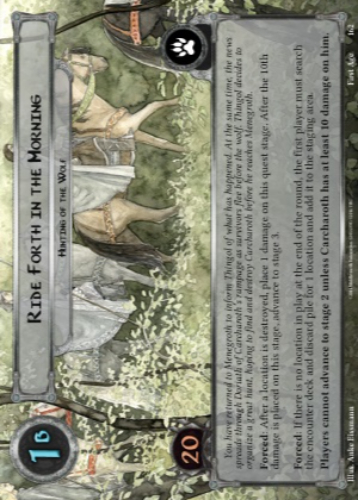 1B
RIDE FORTH IN THE MORNING
HUNTING OF THE WOLF
20
You have returned to Menegroth to inform Thingol of what has happened. At the same time, the news
spreads through Doriath of Carcharoth's rampage as survivors flee before the wolf. Thingol decides to
organize a great hunt, hoping to find and destroy Carcharoth before he reaches Menegroth.
Forced: After a location is destroyed, place 1 damage on this quest stage. After the 10th
damage is placed on this stage, advance to stage 3.
Forced: If there is no location in play at the end of the round, the first player must search
the encounter deck and discard pile for 1 location and add it to the staging area.
Players cannot advance to stage 2 unless Carcharoth has at least 10 damage on him.
Illus. Anke Eissmann
First Age
162